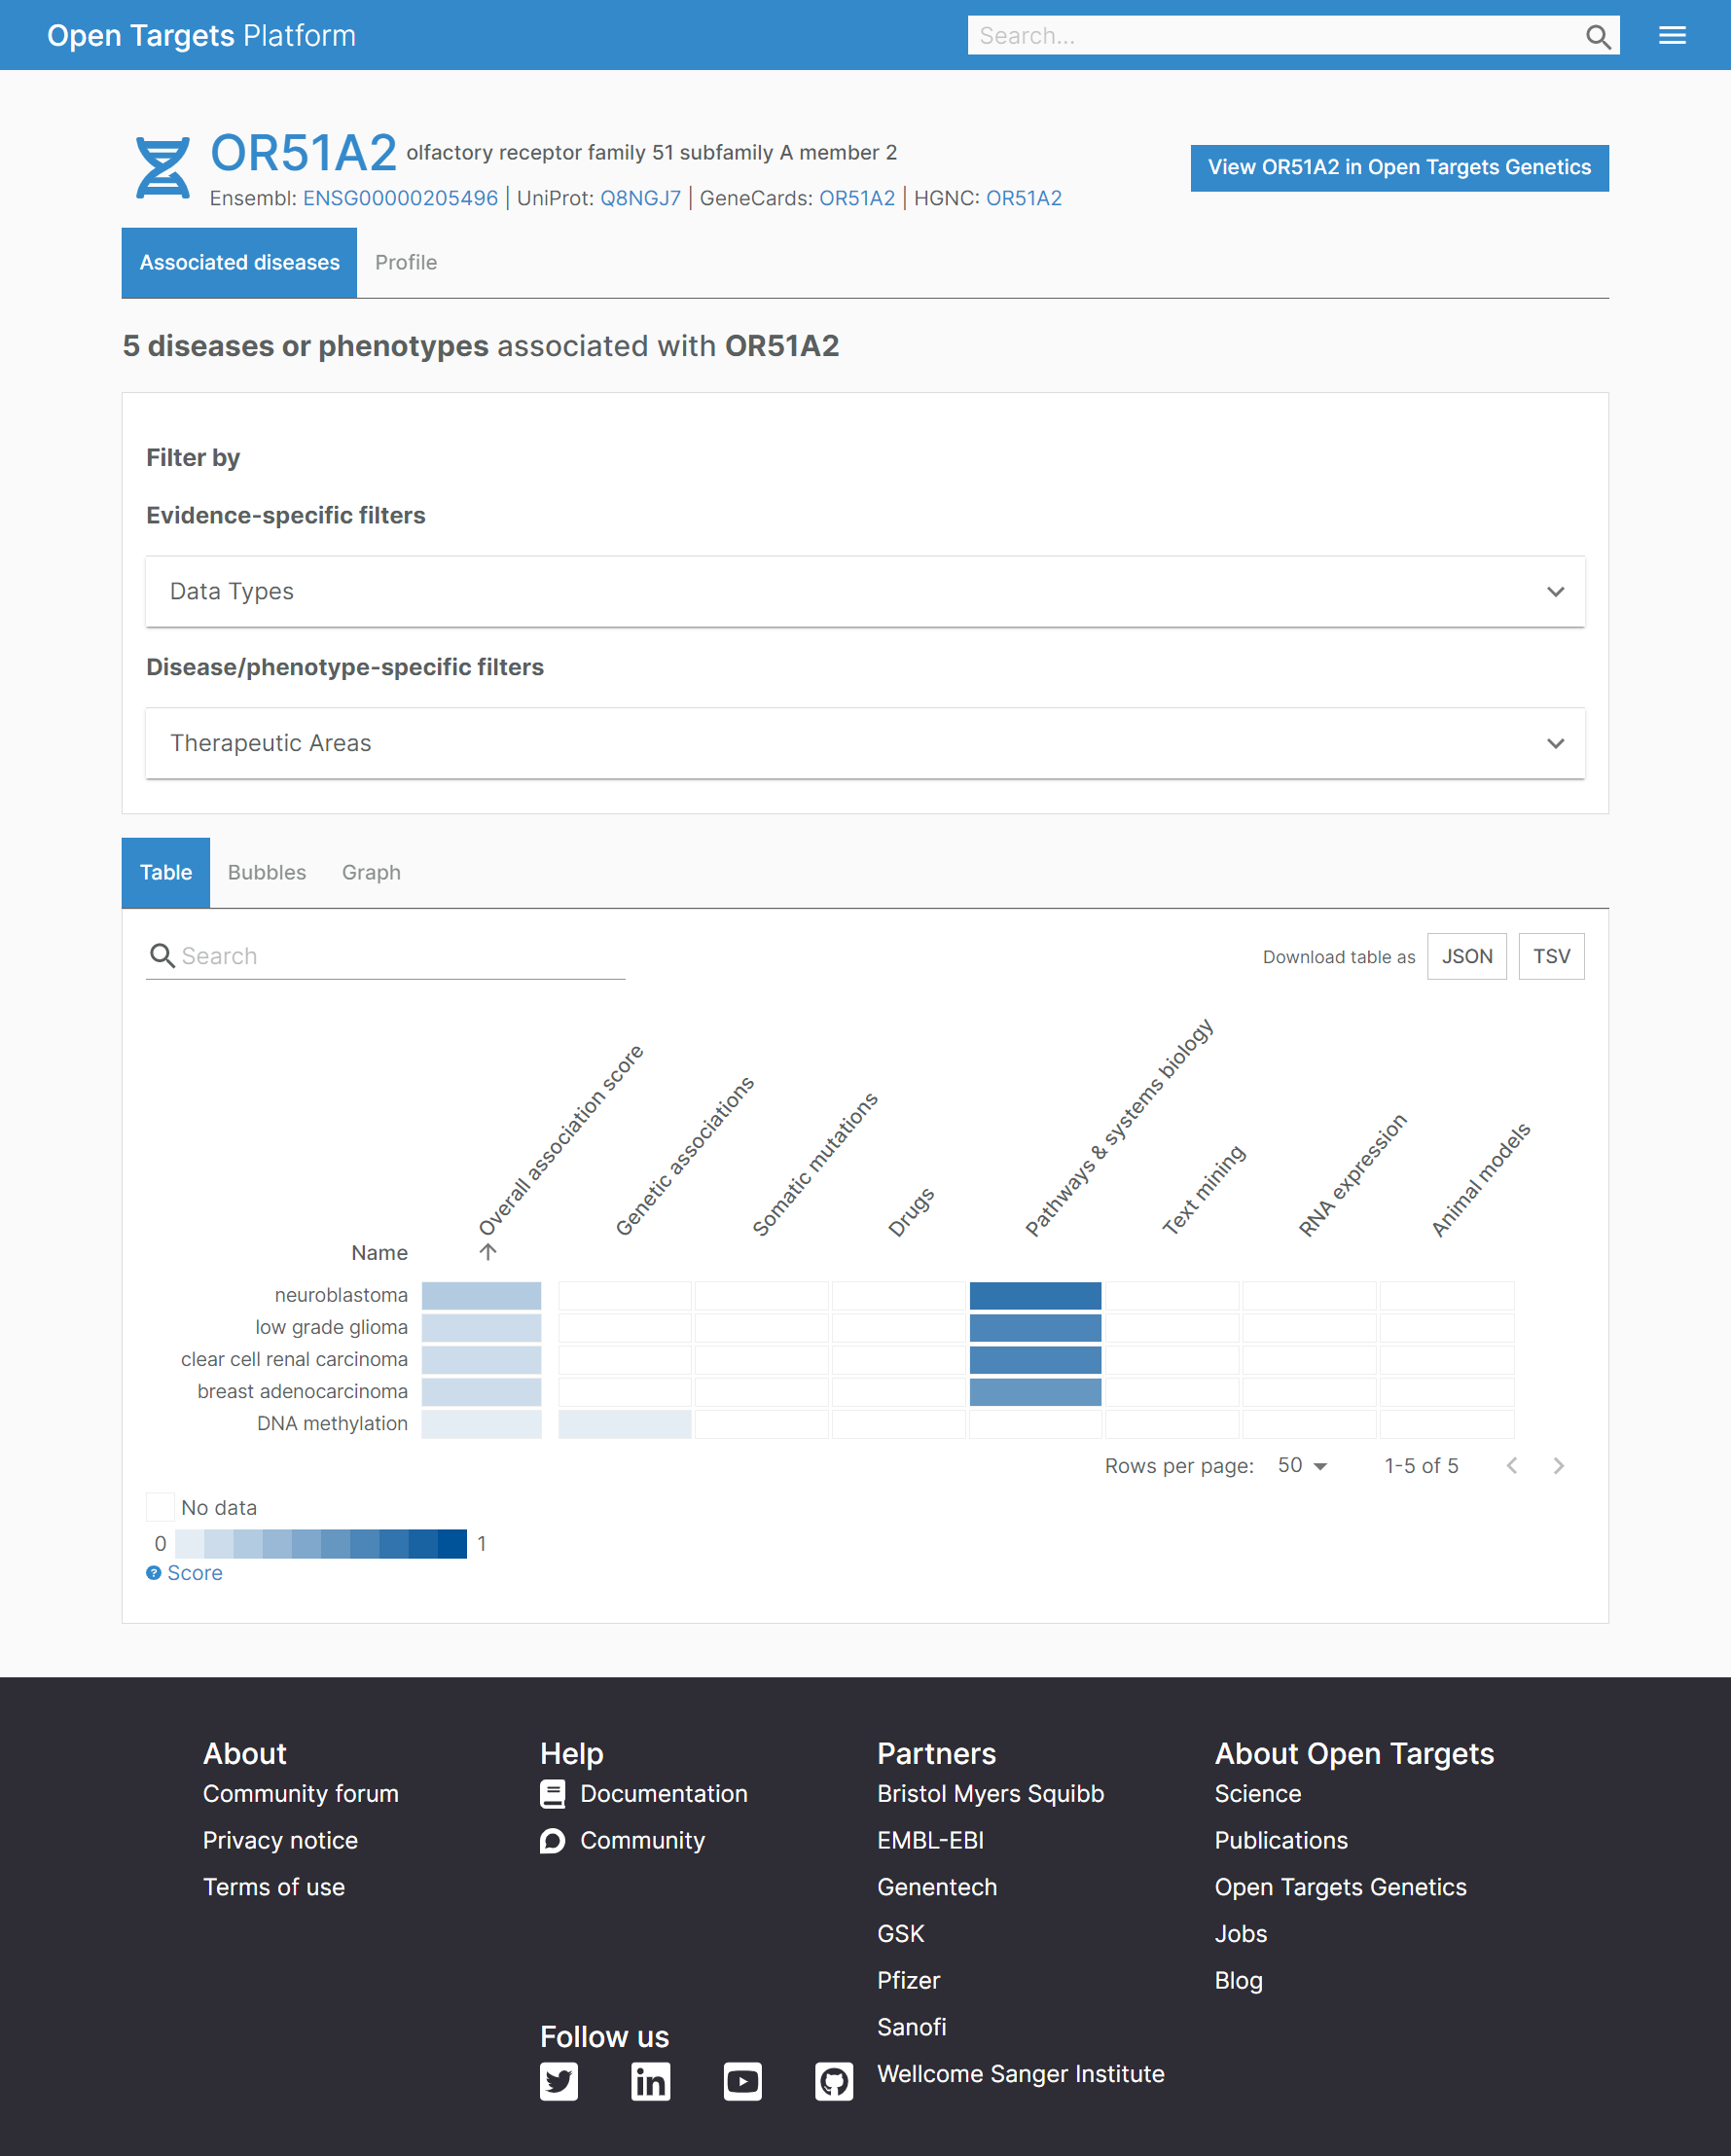 Open Targets Platform
Search...
OR51A2 olfactory receptor family 51 subfamily A member 2
View OR51A2 in Open Targets Genetics
Ensembl: ENSG00000205496 | UniProt: Q8NGJ7 | GeneCards: OR51A2 | HGNC: OR51A2
Associated diseases
Profile
5 diseases or phenotypes associated with OR51A2
Filter by
Evidence-specific filters
Data Types
Disease/phenotype-specific filters
Therapeutic Areas
Table
Bubbles
Graph
Search
Download table as
JSON
TSV
Name
Overall association score
Genetic associations
Somatic mutations
Drugs
Pathways & systems biology
Text mining
RNA expression
Animal models
neuroblastoma
low grade glioma
clear cell renal carcinoma
breast adenocarcinoma
DNA methylation
Rows per page: 50
1-5 of 5
No data
0
1
? Score
About
Community forum
Privacy notice
Terms of use
Help
Documentation
Community
Follow us
Partners
Bristol Myers Squibb
EMBL-EBI
Genentech
GSK
Pfizer
Sanofi
Wellcome Sanger Institute
About Open Targets
Science
Publications
Open Targets Genetics
Jobs
Blog